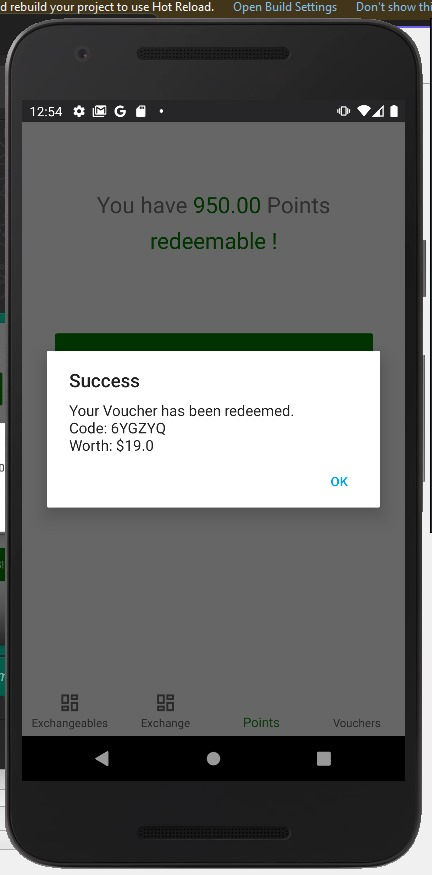 d rebuild your project to use Hot Reload. Open Build Settings Don't show thi
12:54
You have 950.00 Points
redeemable !
Success
Your Voucher has been redeemed.
Code: 6YGZYQ
Worth: $19.0
OK
Exchangeables Exchange Points Vouchers